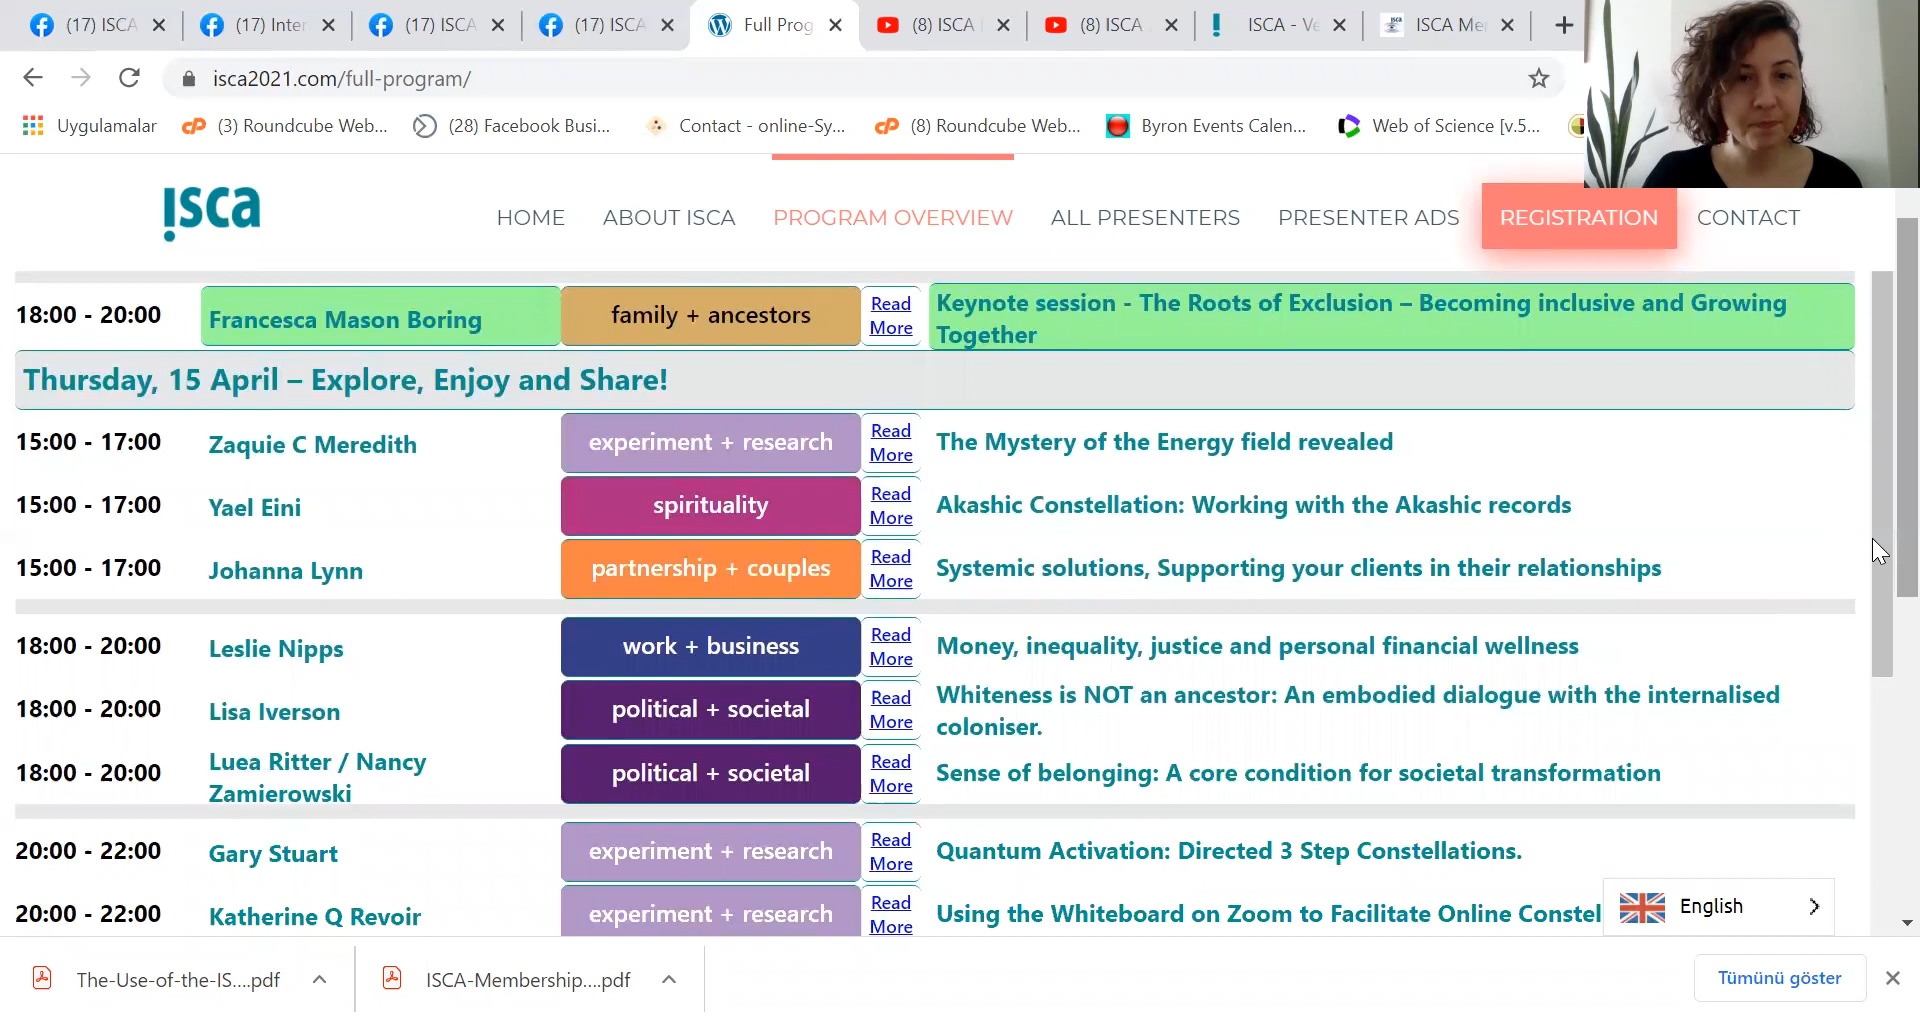 (17) ISCA
(17) Inter
(17) ISCA
(17) ISCA
Full Prog
(8) ISCA
(8) ISCA
ISCA - Ve
ISCA Me
isca2021.com/full-program/
Uygulamalar
(3) Roundcube Web...
(28) Facebook Busi...
Contact - online-Sy...
(8) Roundcube Web...
Byron Events Calen...
Web of Science [v.5...
isca
HOME
ABOUT ISCA
PROGRAM OVERVIEW
ALL PRESENTERS
PRESENTER ADS
REGISTRATION
CONTACT
18:00 - 20:00
Francesca Mason Boring
family + ancestors
Read
More
Keynote session - The Roots of Exclusion – Becoming inclusive and Growing
Together
Thursday, 15 April – Explore, Enjoy and Share!
15:00 - 17:00
Zaquie C Meredith
experiment + research
Read
More
The Mystery of the Energy field revealed
15:00 - 17:00
Yael Eini
spirituality
Read
More
Akashic Constellation: Working with the Akashic records
15:00 - 17:00
Johanna Lynn
partnership + couples
Read
More
Systemic solutions, Supporting your clients in their relationships
18:00 - 20:00
Leslie Nipps
work + business
Read
More
Money, inequality, justice and personal financial wellness
18:00 - 20:00
Lisa Iverson
political + societal
Read
More
Whiteness is NOT an ancestor: An embodied dialogue with the internalised
coloniser.
18:00 - 20:00
Luea Ritter / Nancy
Zamierowski
political + societal
Read
More
Sense of belonging: A core condition for societal transformation
20:00 - 22:00
Gary Stuart
experiment + research
Read
More
Quantum Activation: Directed 3 Step Constellations.
20:00 - 22:00
Katherine Q Revoir
experiment + research
Read
More
Using the Whiteboard on Zoom to Facilitate Online Constel
English
The-Use-of-the-IS....pdf
ISCA-Membership....pdf
Tümünü göster